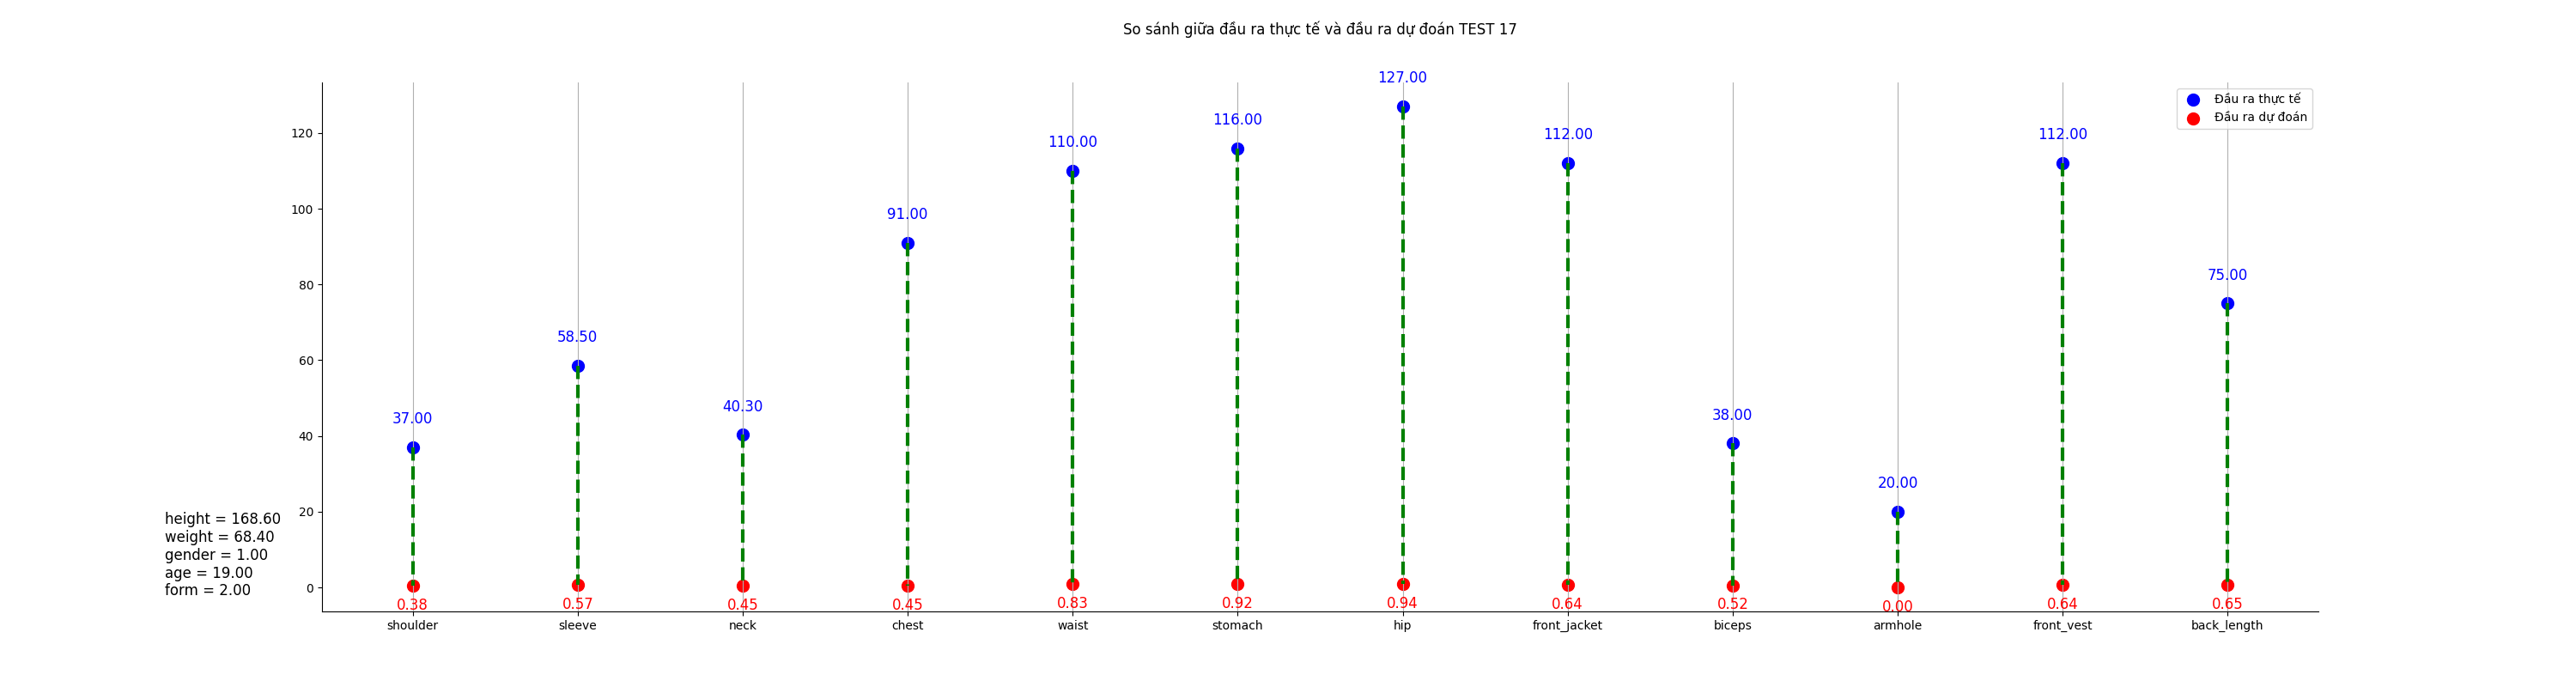 So sánh giữa đầu ra thực tế và đầu ra dự đoán TEST 17
127.00
Đầu ra thực tế
Đầu ra dự đoán
120
116.00
112.00
112.00
110.00
100
91.00
80
75.00
60
58.50
40
40.30
37.00
38.00
20
20.00
0
height = 168.60
weight = 68.40
gender = 1.00
age = 19.00
form = 2.00
0.38 0.57 0.45 0.45 0.83 0.92 0.94 0.64 0.52 0.00 0.64 0.65
shoulder sleeve neck chest waist stomach hip front_jacket biceps armhole front_vest back_length